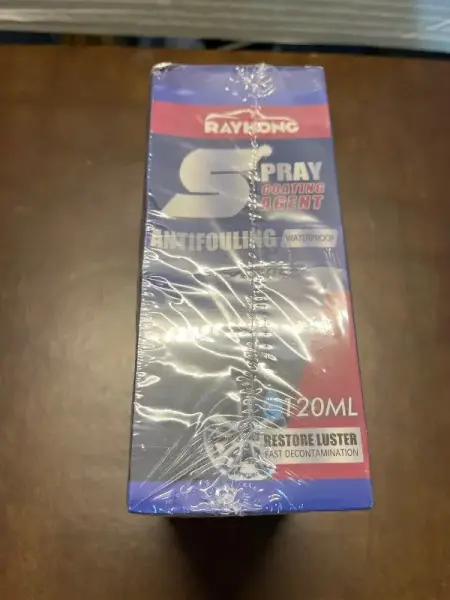 RAYHONG
SPRAY
COATING
AGENT
ANTIFOULING WATERPROOF
120ML
RESTORE LUSTER
FAST DECONTAMINATION